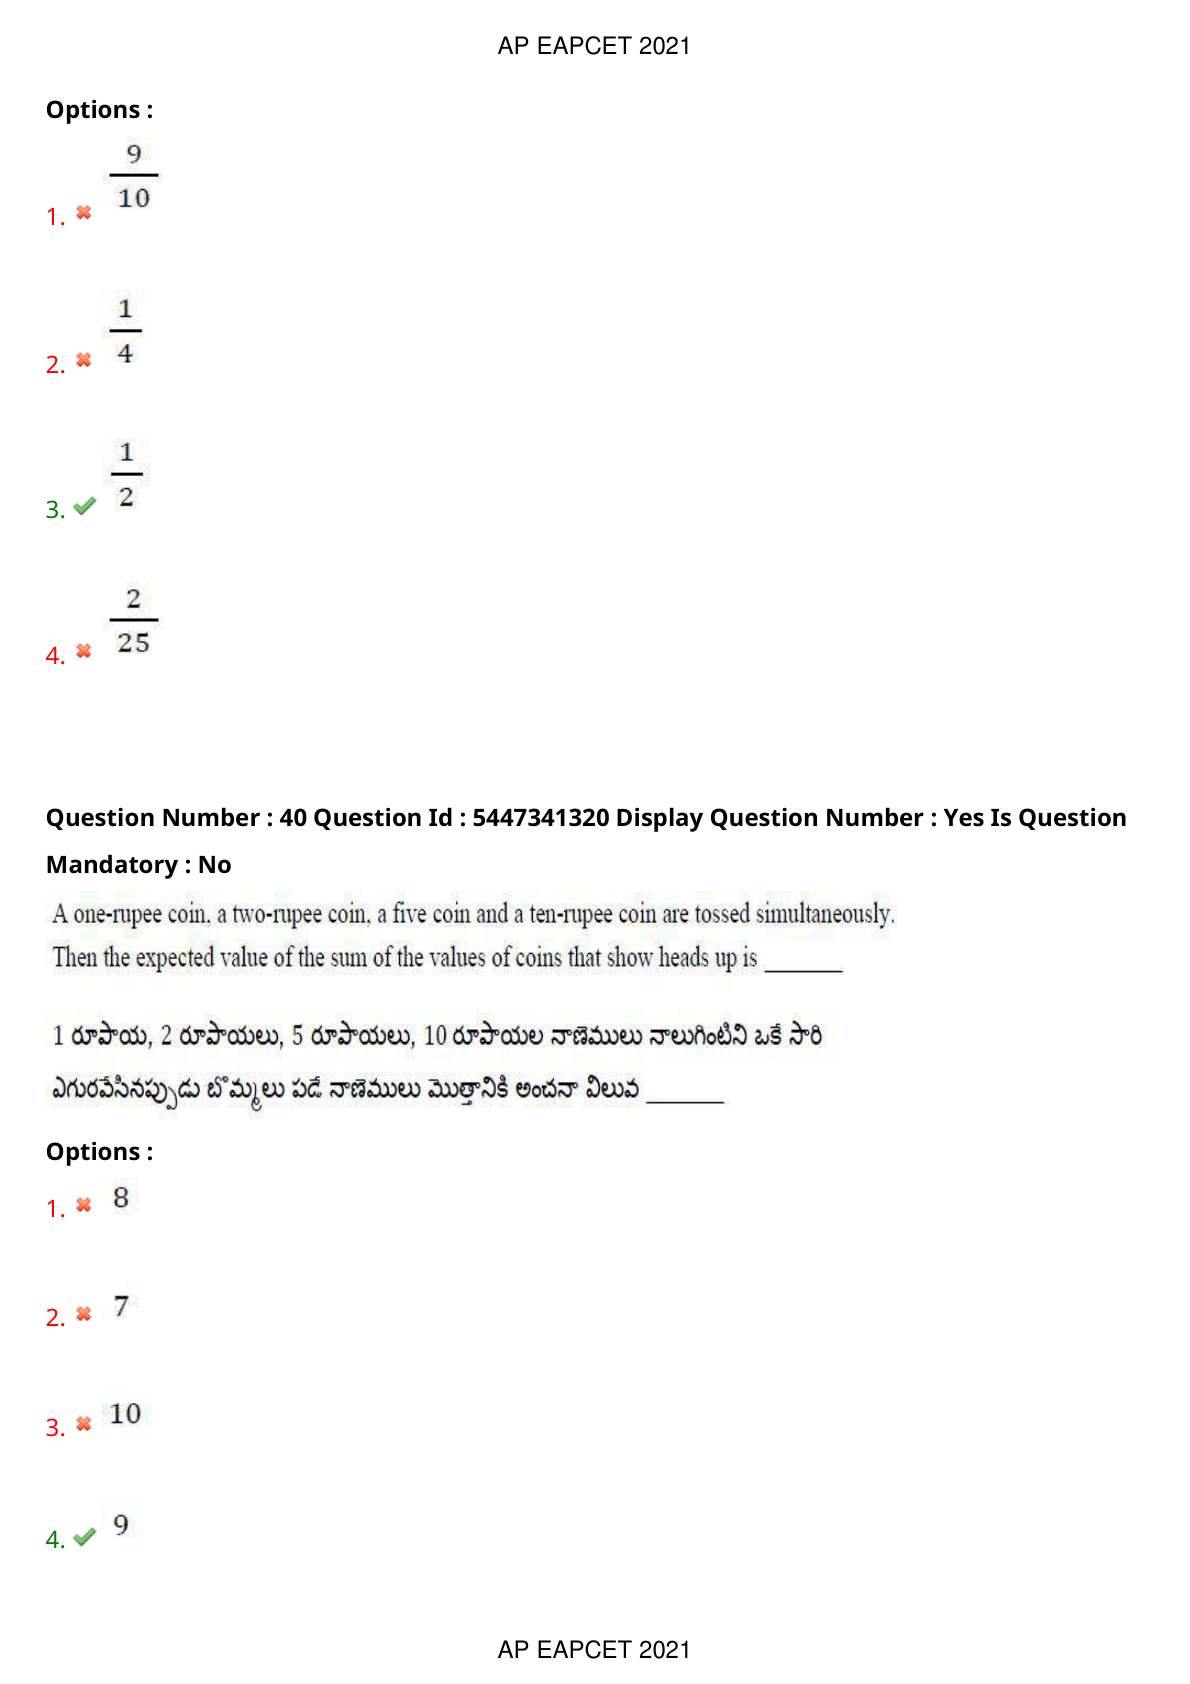 AP EAPCET 2021
Options :
1. 9/10
2. 1/4
3. 1/2
4. 2/25
Question Number : 40 Question Id : 5447341320 Display Question Number : Yes Is Question
Mandatory : No
A one-rupee coin, a two-rupee coin, a five coin and a ten-rupee coin are tossed simultaneously.
Then the expected value of the sum of the values of coins that show heads up is ______
1 రూపాయ, 2 రూపాయలు, 5 రూపాయలు, 10 రూపాయల నాణెములు నాలుగింటిని ఒకే సారి
ఎగురవేసినప్పుడు బొమ్మలు పడే నాణెములు మొత్తానికి అంచనా విలువ ______
Options :
1. 8
2. 7
3. 10
4. 9
AP EAPCET 2021